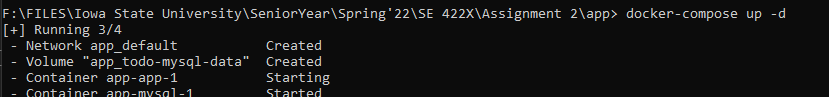 F:\FILES\Iowa State University\SeniorYear\Spring'22\SE 422X\Assignment 2\app> docker-compose up -d
[+] Running 3/4
 - Network app_default            Created
 - Volume "app_todo-mysql-data"   Created
 - Container app-app-1            Starting
 - Container app-mysql-1          Started